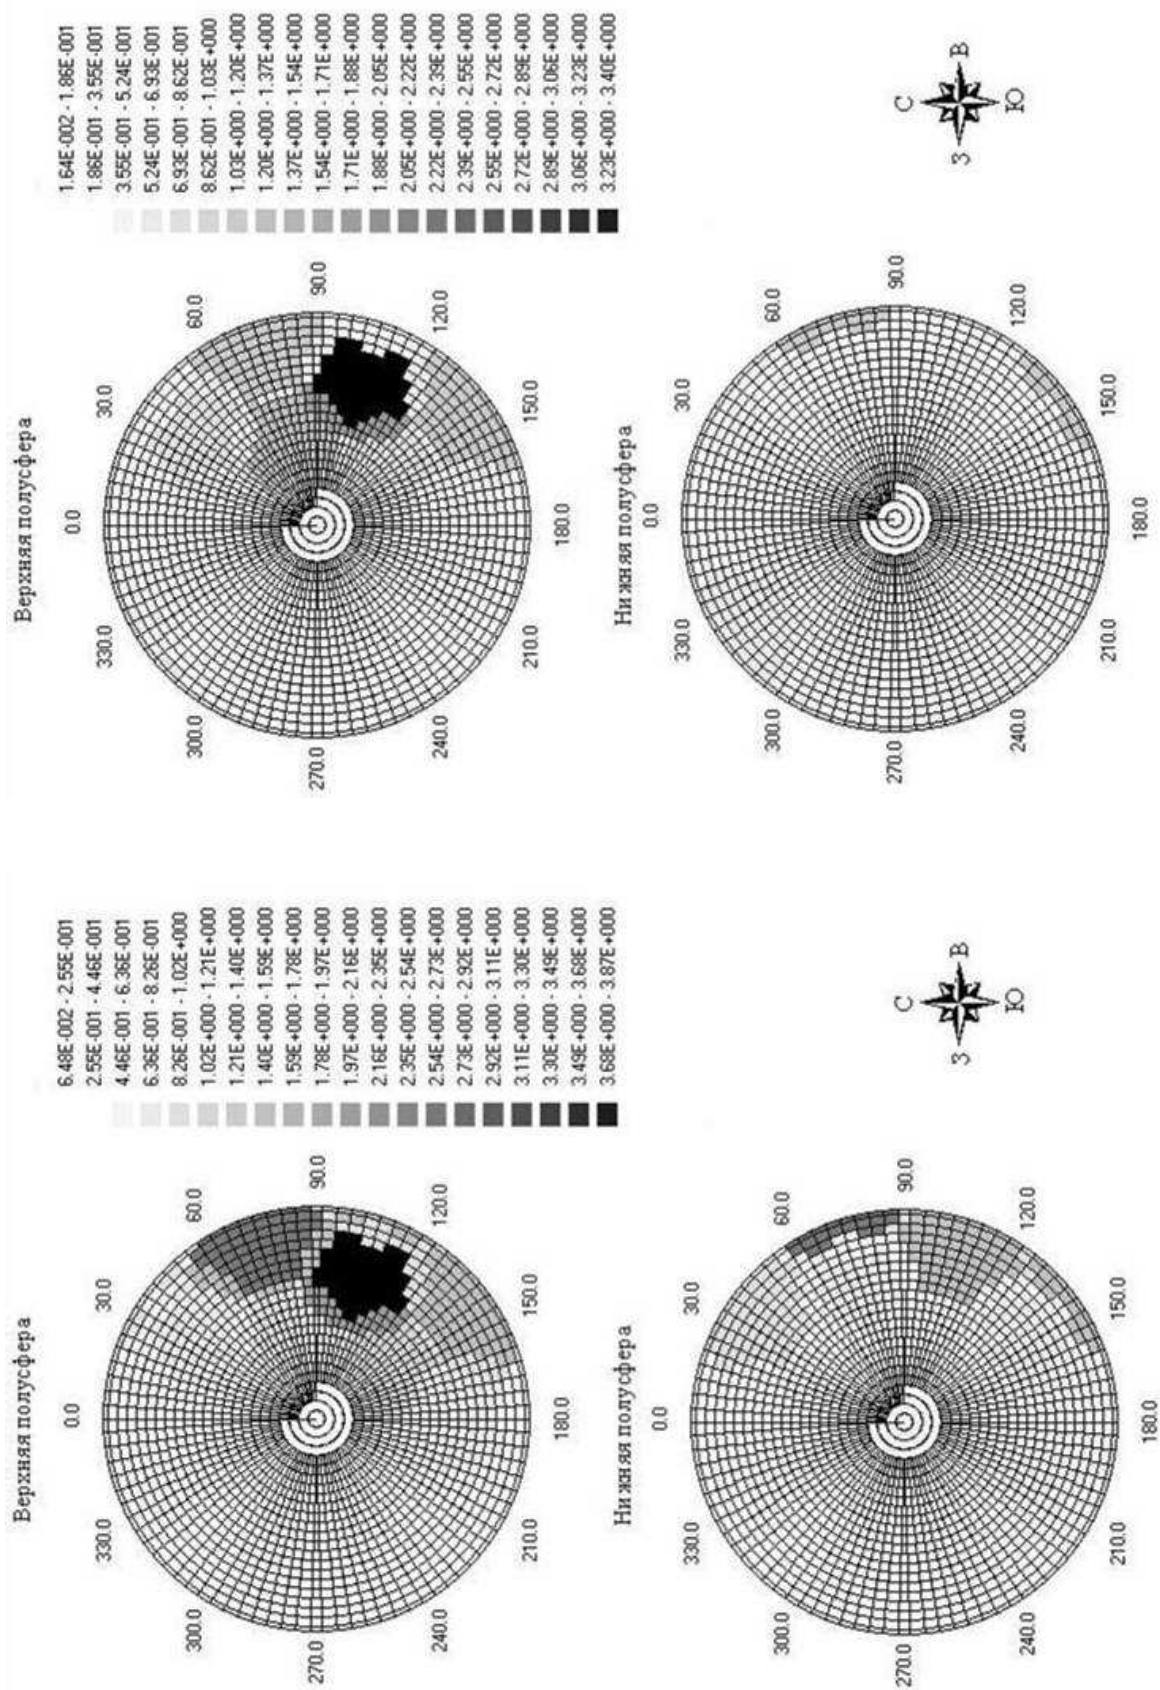 Верхняя полусфера
0.0
330.0
30.0
300.0
60.0
270.0
90.0
240.0
120.0
210.0
150.0
180.0
6.48E-002 - 2.55E-001
2.55E-001 - 4.46E-001
4.46E-001 - 6.36E-001
6.36E-001 - 8.26E-001
8.26E-001 - 1.02E+000
1.02E+000 - 1.21E+000
1.21E+000 - 1.40E+000
1.40E+000 - 1.59E+000
1.59E+000 - 1.78E+000
1.78E+000 - 1.97E+000
1.97E+000 - 2.16E+000
2.16E+000 - 2.35E+000
2.35E+000 - 2.54E+000
2.54E+000 - 2.73E+000
2.73E+000 - 2.92E+000
2.92E+000 - 3.11E+000
3.11E+000 - 3.30E+000
3.30E+000 - 3.49E+000
3.49E+000 - 3.68E+000
3.68E+000 - 3.87E+000
Нижняя полусфера
0.0
330.0
30.0
300.0
60.0
270.0
90.0
240.0
120.0
210.0
150.0
180.0
С
З
В
Ю
Верхняя полусфера
0.0
330.0
30.0
300.0
60.0
270.0
90.0
240.0
120.0
210.0
150.0
180.0
1.64E-002 - 1.86E-001
1.86E-001 - 3.55E-001
3.55E-001 - 5.24E-001
5.24E-001 - 6.93E-001
6.93E-001 - 8.62E-001
8.62E-001 - 1.03E+000
1.03E+000 - 1.20E+000
1.20E+000 - 1.37E+000
1.37E+000 - 1.54E+000
1.54E+000 - 1.71E+000
1.71E+000 - 1.88E+000
1.88E+000 - 2.05E+000
2.05E+000 - 2.22E+000
2.22E+000 - 2.39E+000
2.39E+000 - 2.55E+000
2.55E+000 - 2.72E+000
2.72E+000 - 2.89E+000
2.89E+000 - 3.06E+000
3.06E+000 - 3.23E+000
3.23E+000 - 3.40E+000
Нижняя полусфера
0.0
330.0
30.0
300.0
60.0
270.0
90.0
240.0
120.0
210.0
150.0
180.0
С
З
В
Ю